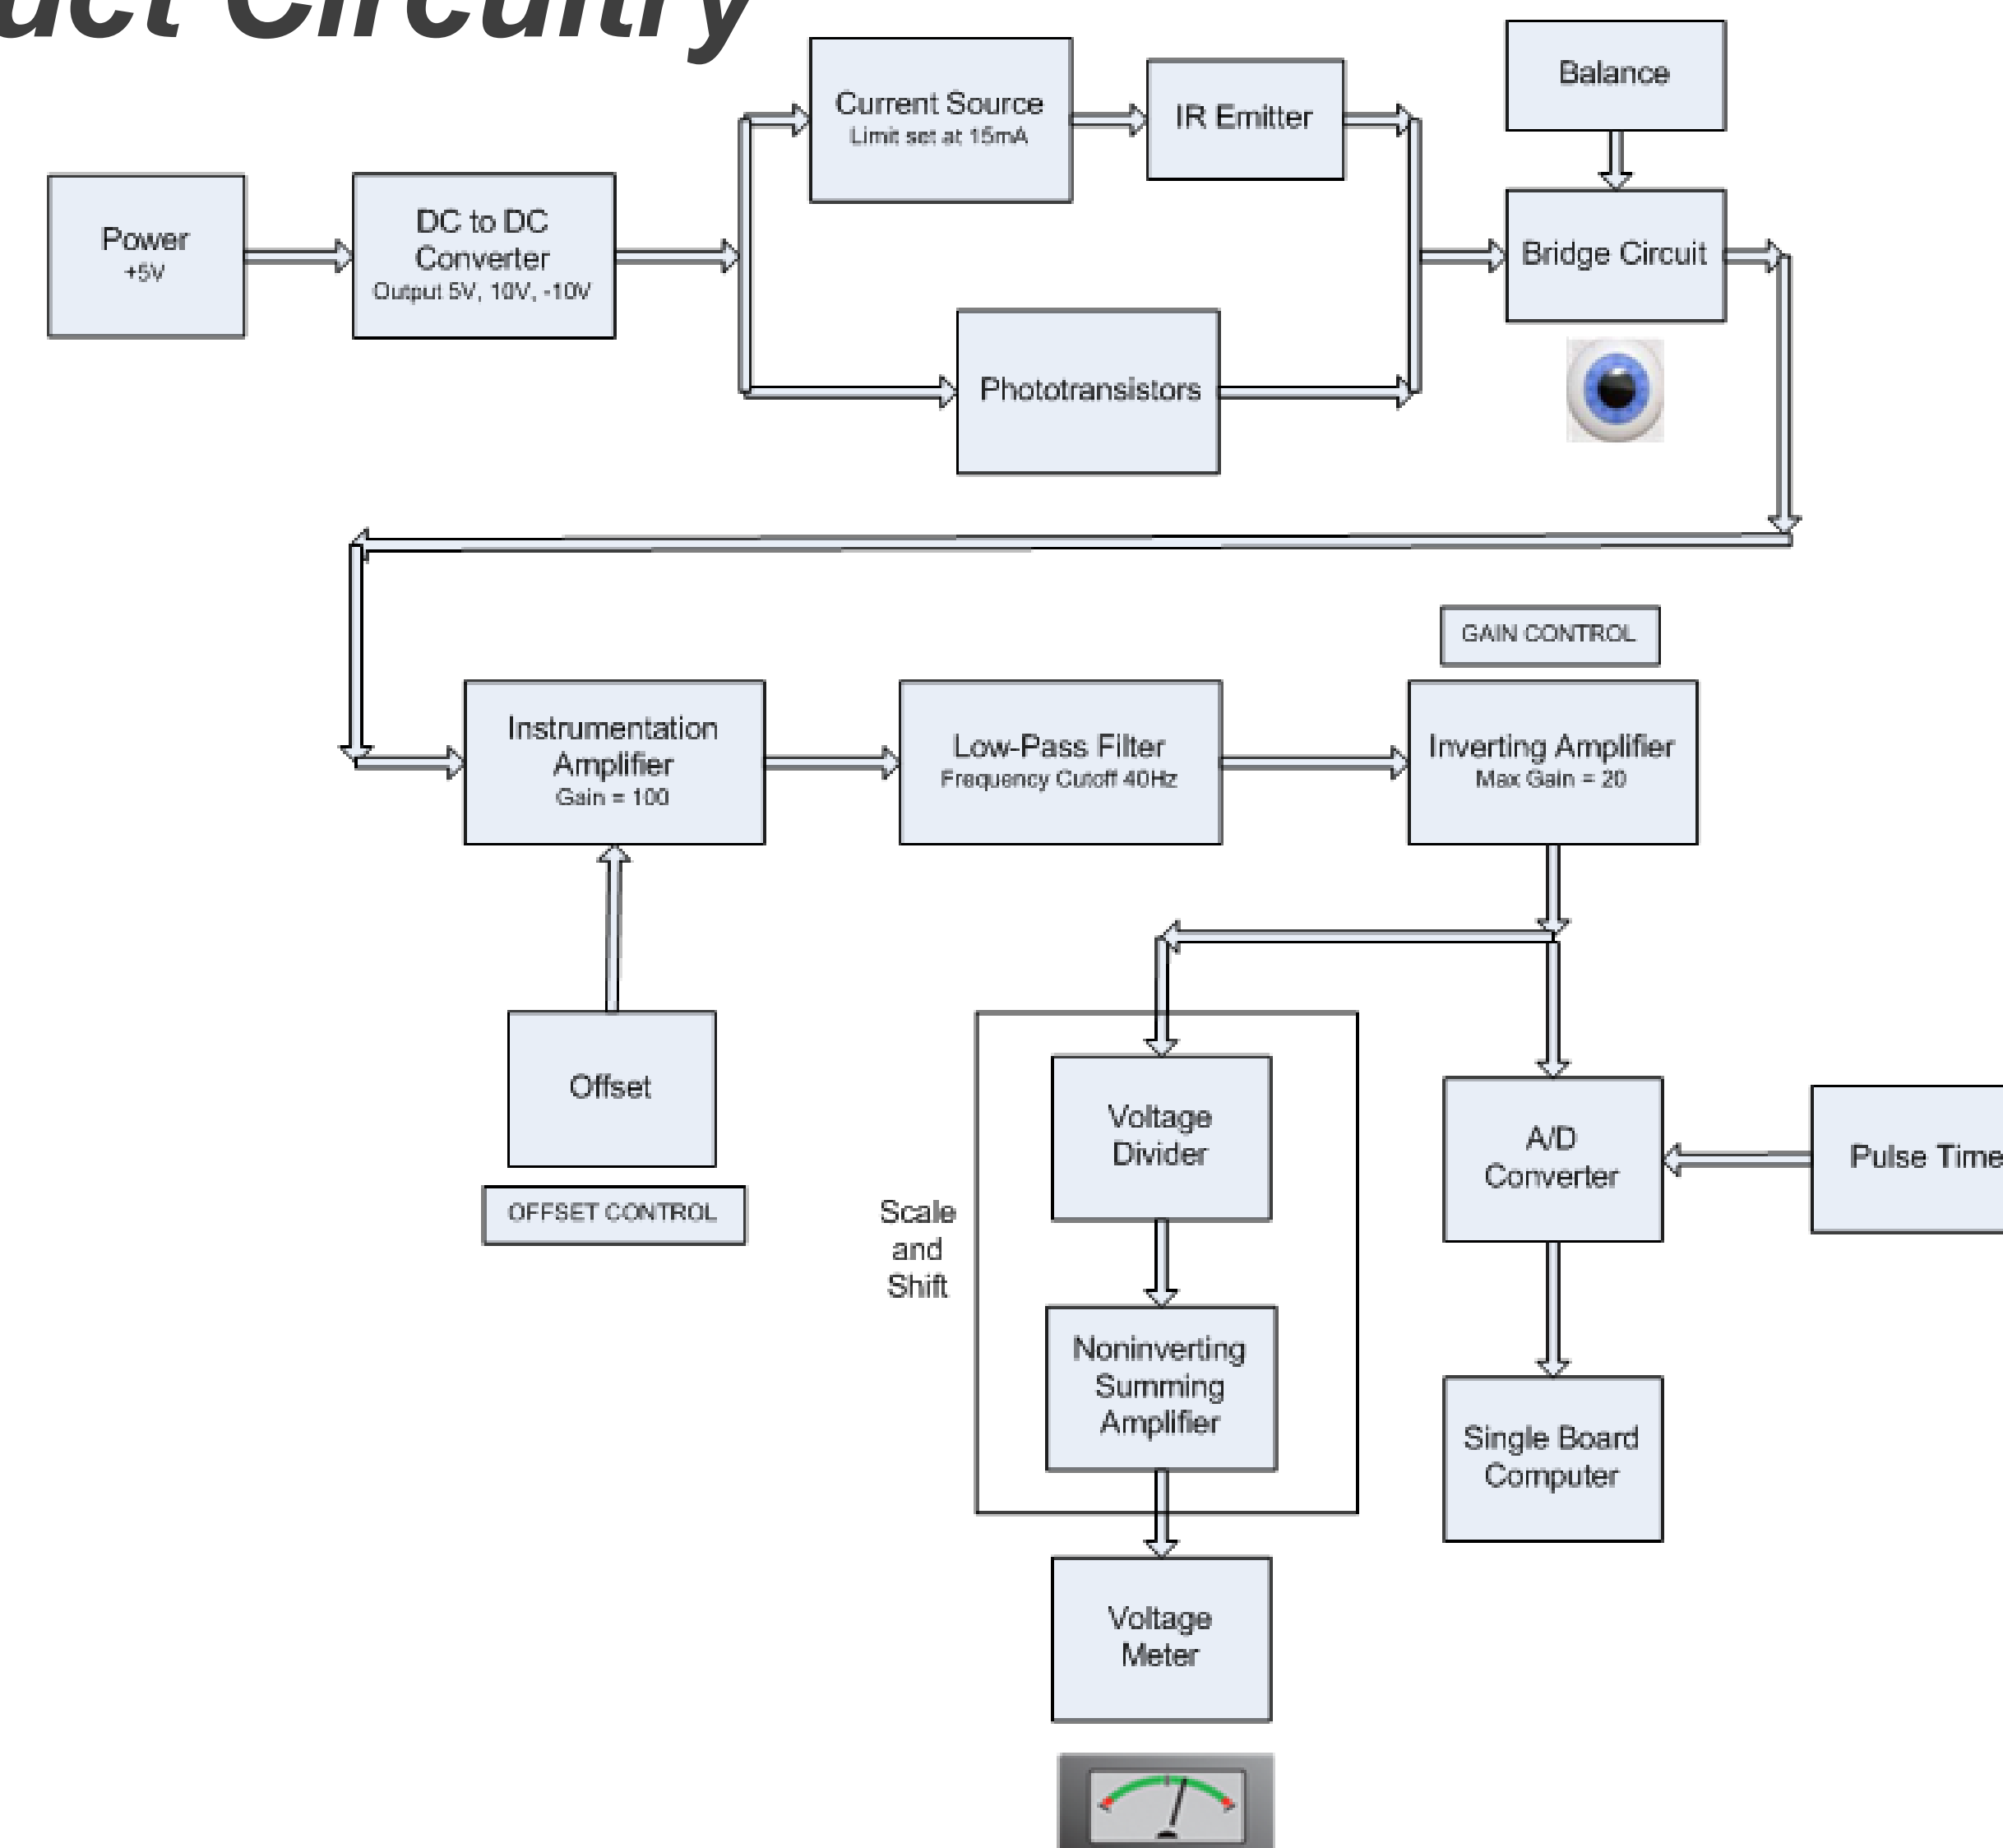 Circuitry
Current Source
Limit set at 15mA
IR Emitter
Balance
Power
+5V
DC to DC
Converter
Output 5V, 10V, -10V
Bridge Circuit
Phototransistors
GAIN CONTROL
Instrumentation
Amplifier
Gain = 100
Low-Pass Filter
Frequency Cutoff 40Hz
Inverting Amplifier
Max Gain = 20
Offset
OFFSET CONTROL
Scale
and
Shift
Voltage
Divider
A/D
Converter
Pulse Time
Noninverting
Summing
Amplifier
Single Board
Computer
Voltage
Meter